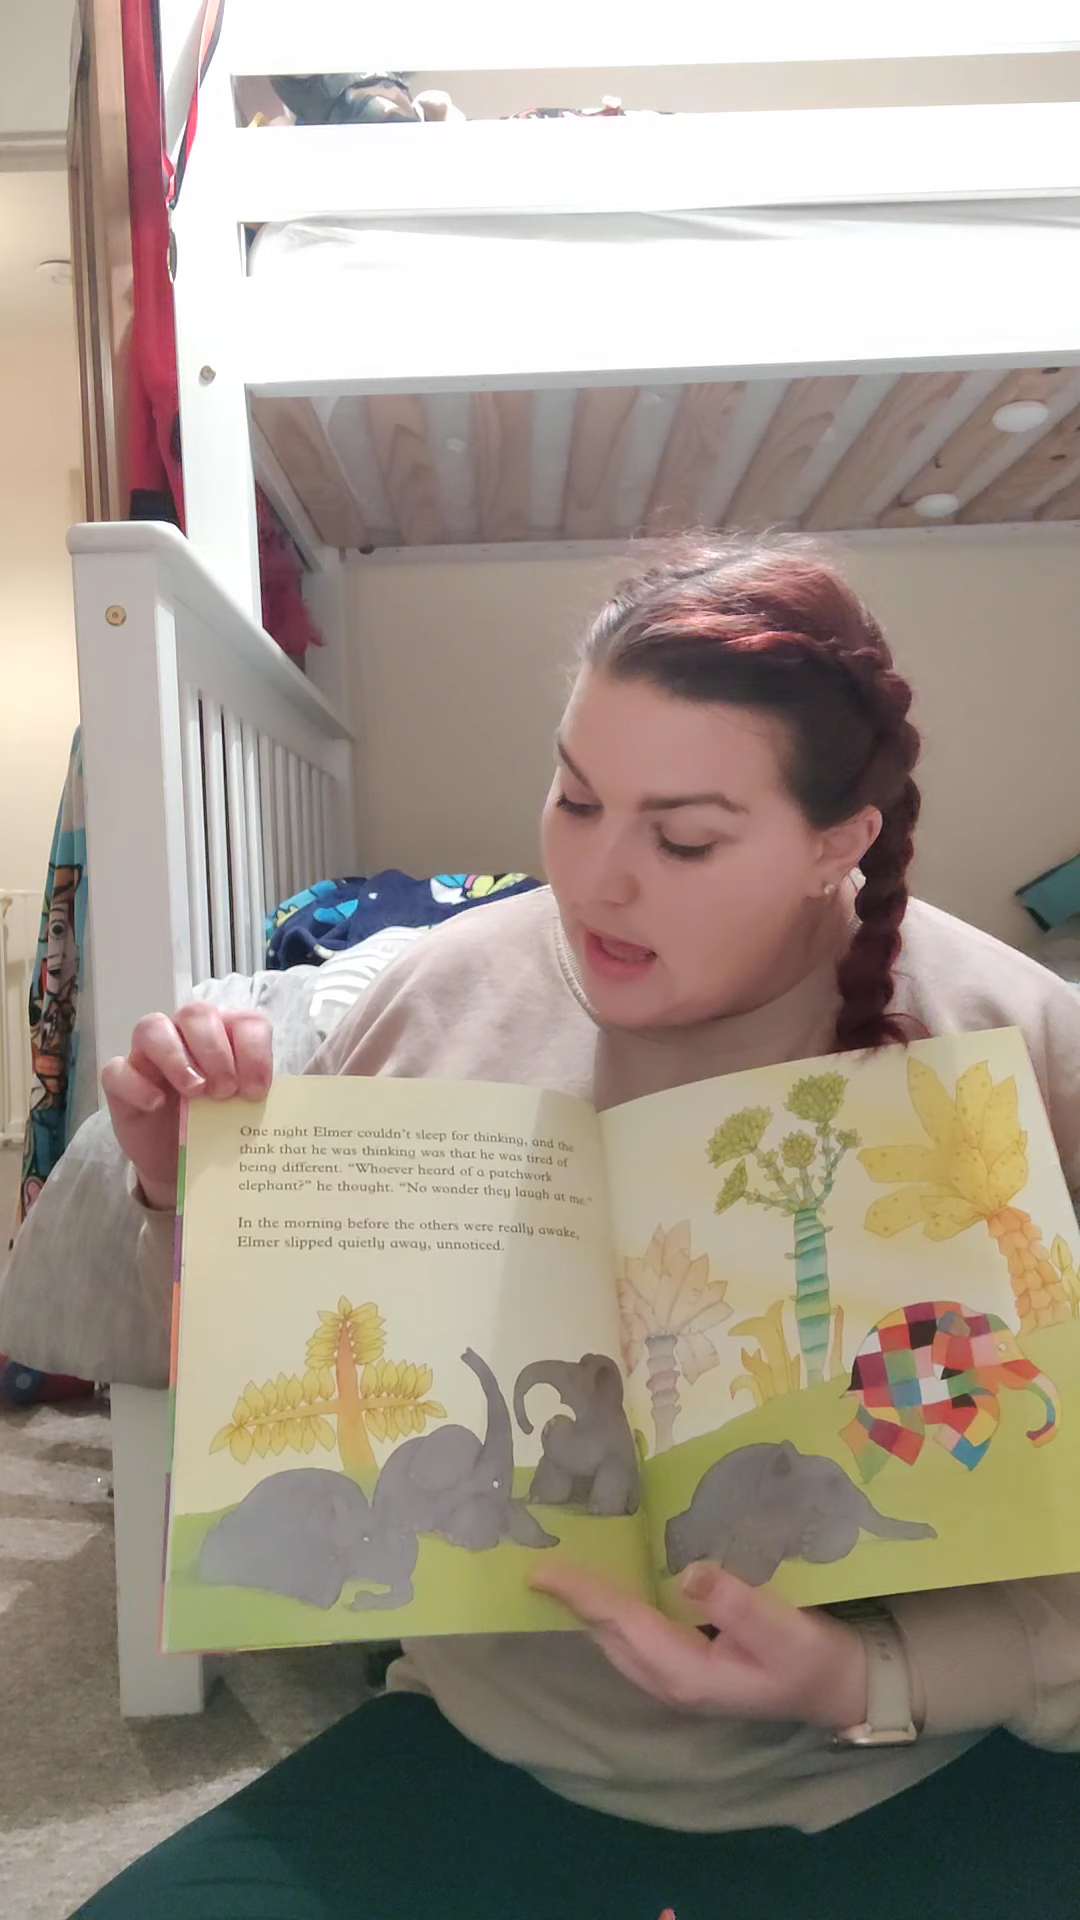 One night Elmer couldn't sleep for thinking, and the
think that he was thinking was that he was tired of
being different. "Whoever heard of a patchwork
elephant?" he thought. "No wonder they laugh at me."
In the morning before the others were really awake,
Elmer slipped quietly away, unnoticed.